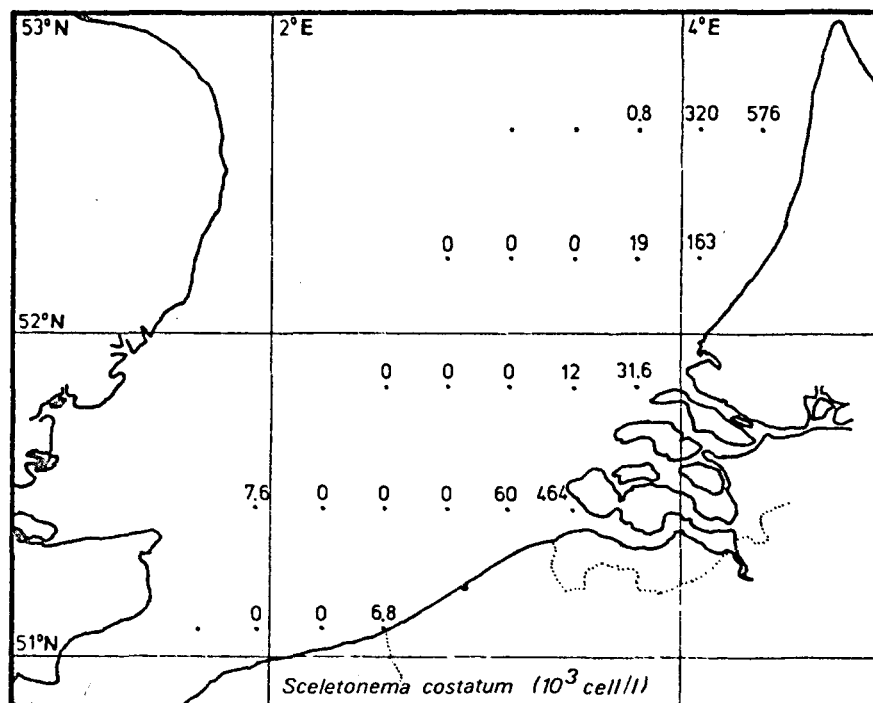 53°N 2°E 4°E
0.8 320 576
0 0 0 19 163
52°N
0 0 0 12 31.6
7.6 0 0 0 60 464
0 0 6.8
51°N
Sceletonema costatum (10³ cell/l)